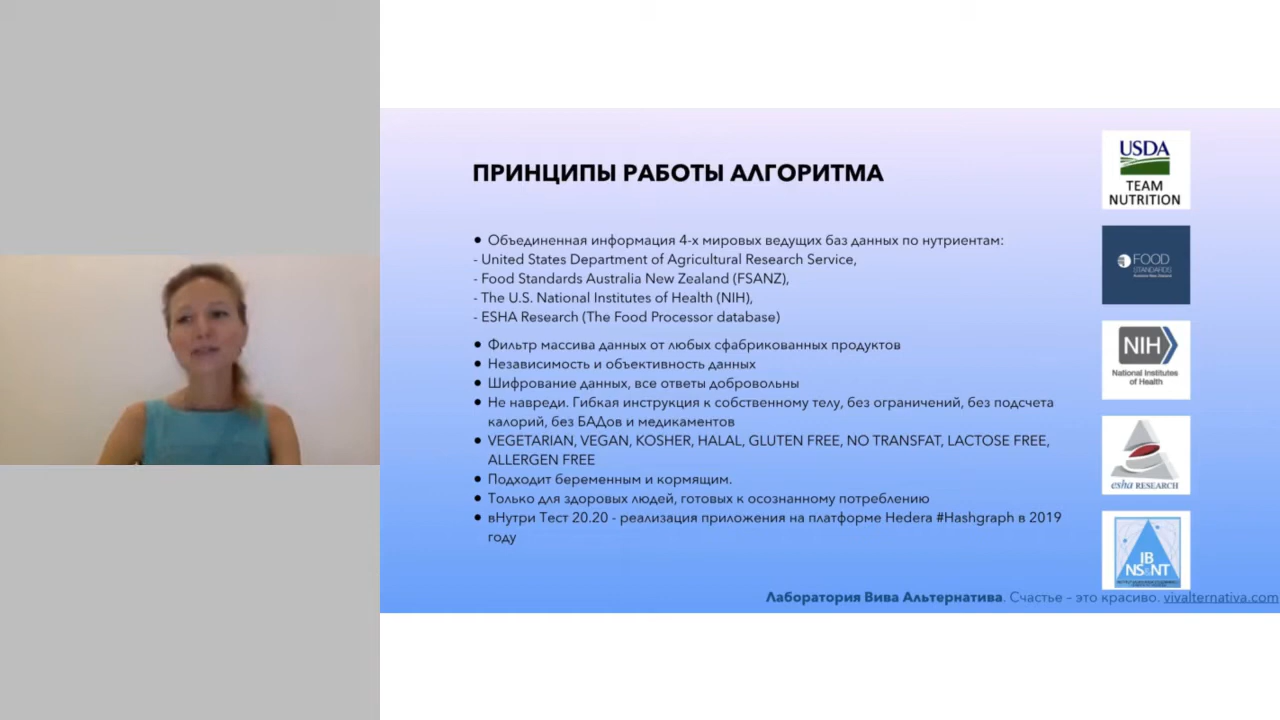 ПРИНЦИПЫ РАБОТЫ АЛГОРИТМА
● Объединенная информация 4-х мировых ведущих баз данных по нутриентам:
- United States Department of Agricultural Research Service,
- Food Standards Australia New Zealand (FSANZ),
- The U.S. National Institutes of Health (NIH),
- ESHA Research (The Food Processor database)
● Фильтр массива данных от любых сфабрикованных продуктов
● Независимость и объективность данных
● Шифрование данных, все ответы добровольны
● Не навреди. Гибкая инструкция к собственному телу, без ограничений, без подсчета
калорий, без БАДов и медикаментов
● VEGETARIAN, VEGAN, KOSHER, HALAL, GLUTEN FREE, NO TRANSFAT, LACTOSE FREE,
ALLERGEN FREE
● Подходит беременным и кормящим.
● Только для здоровых людей, готовых к осознанному потреблению
● вНутри Тест 20.20 - реализация приложения на платформе Hedera #Hashgraph в 2019
году
USDA
TEAM
NUTRITION
FOOD
STANDARDS
Australia New Zealand
NIH
National Institutes
of Health
esha RESEARCH
IB
NS&NT
Лаборатория Вива Альтернатива. Счастье – это красиво. vivalternativa.com